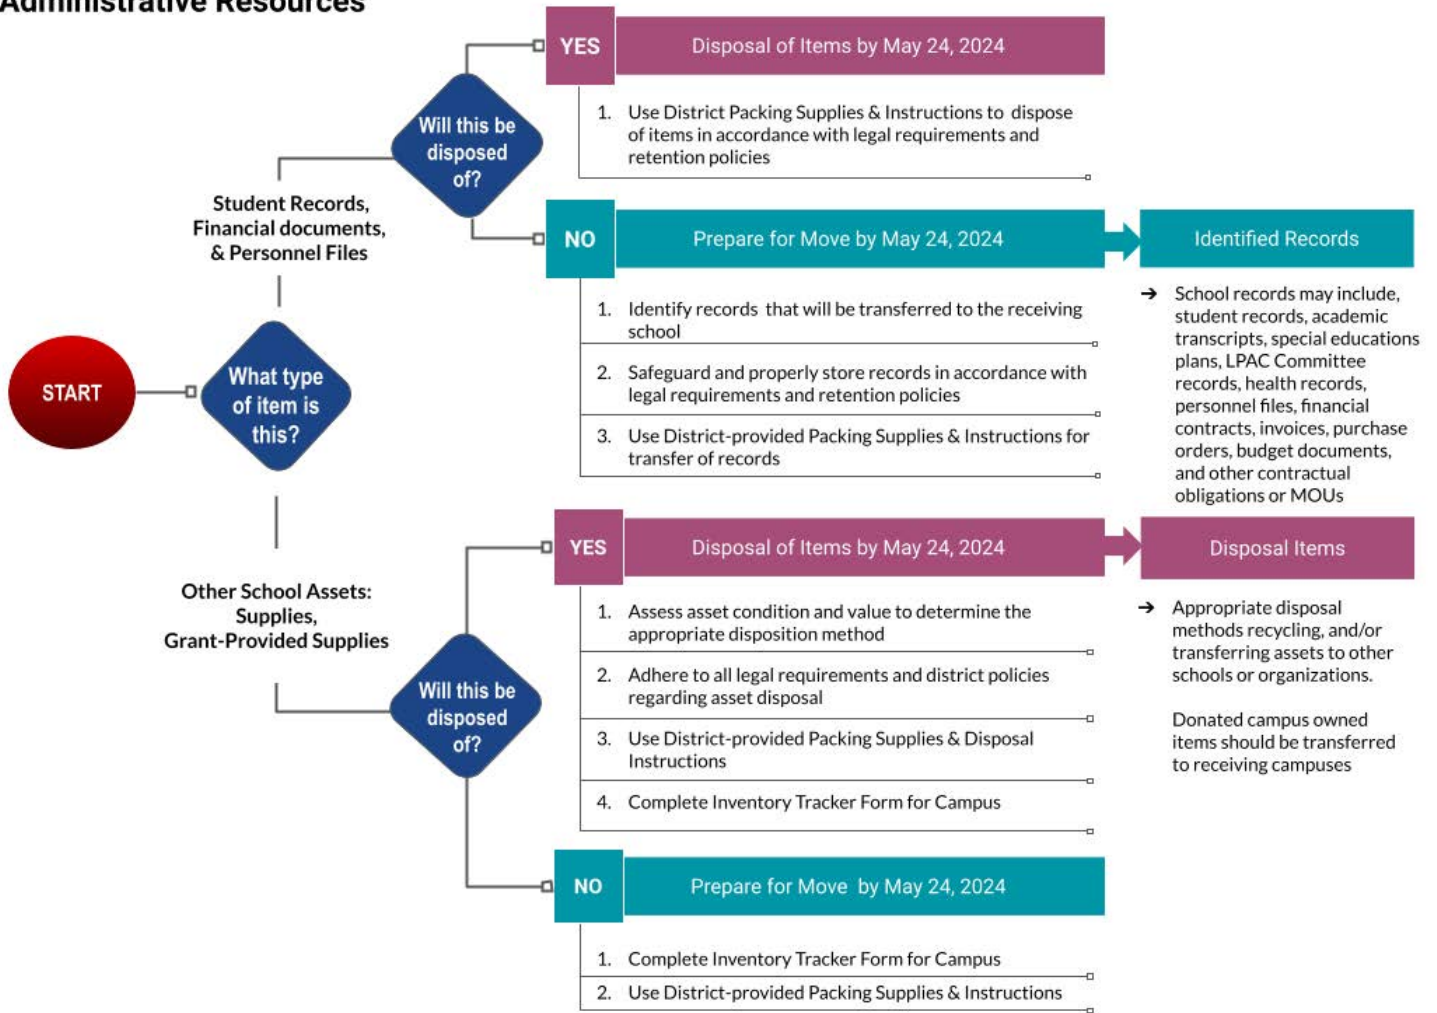 Administrative Resources
START
What type
of item is
this?
Student Records,
Financial documents,
& Personnel Files
Will this be
disposed
of?
YES
Disposal of Items by May 24, 2024
1. Use District Packing Supplies & Instructions to dispose
of items in accordance with legal requirements and
retention policies
NO
Prepare for Move by May 24, 2024
1. Identify records that will be transferred to the receiving
school
2. Safeguard and properly store records in accordance with
legal requirements and retention policies
3. Use District-provided Packing Supplies & Instructions for
transfer of records
Identified Records
➔ School records may include,
student records, academic
transcripts, special educations
plans, LPAC Committee
records, health records,
personnel files, financial
contracts, invoices, purchase
orders, budget documents,
and other contractual
obligations or MOUs
Other School Assets:
Supplies,
Grant-Provided Supplies
Will this be
disposed
of?
YES
Disposal of Items by May 24, 2024
1. Assess asset condition and value to determine the
appropriate disposition method
2. Adhere to all legal requirements and district policies
regarding asset disposal
3. Use District-provided Packing Supplies & Disposal
Instructions
4. Complete Inventory Tracker Form for Campus
Disposal Items
➔ Appropriate disposal
methods recycling, and/or
transferring assets to other
schools or organizations.
Donated campus owned
items should be transferred
to receiving campuses
NO
Prepare for Move by May 24, 2024
1. Complete Inventory Tracker Form for Campus
2. Use District-provided Packing Supplies & Instructions